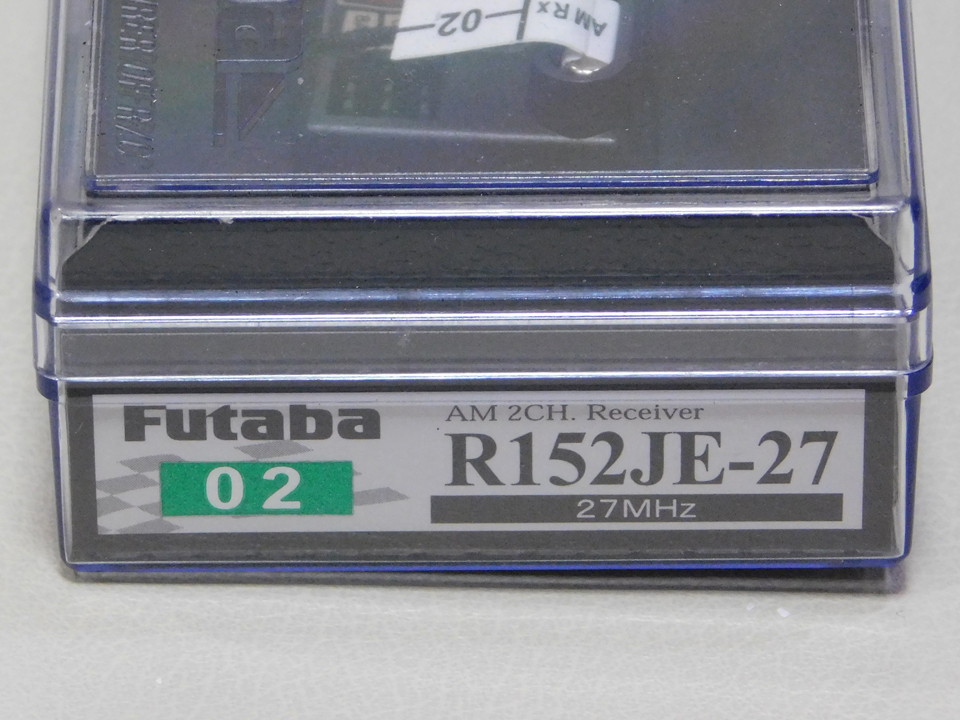 AM Rx
02
Futaba
02
AM 2CH. Receiver
R152JE-27
27MHz